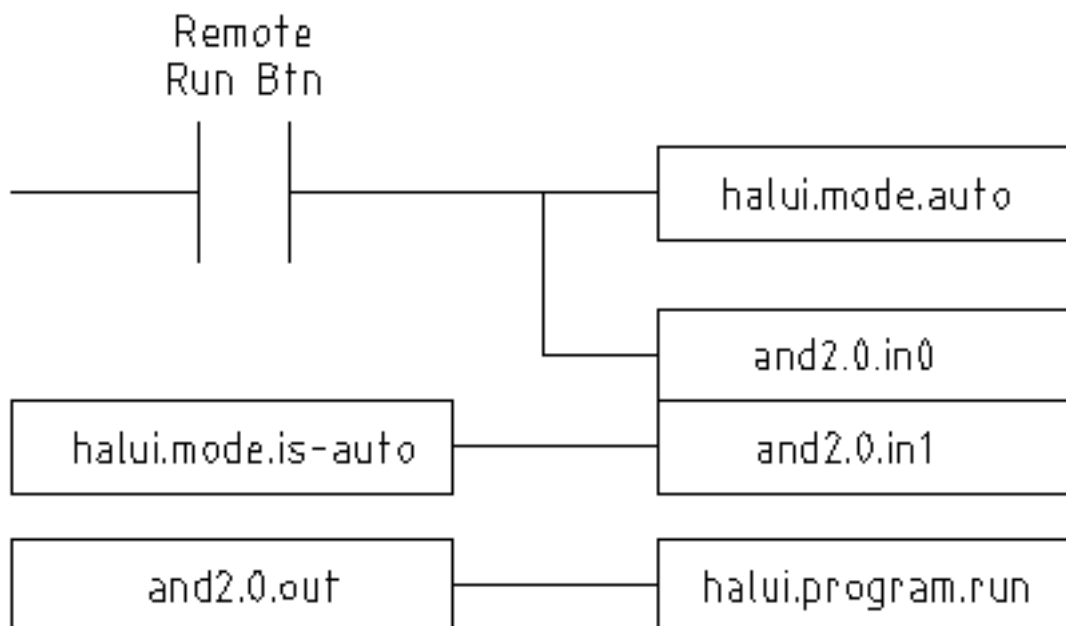 Remote
Run Btn
halui.mode.auto
and2.0.in0
halui.mode.is-auto
and2.0.in1
and2.0.out
halui.program.run